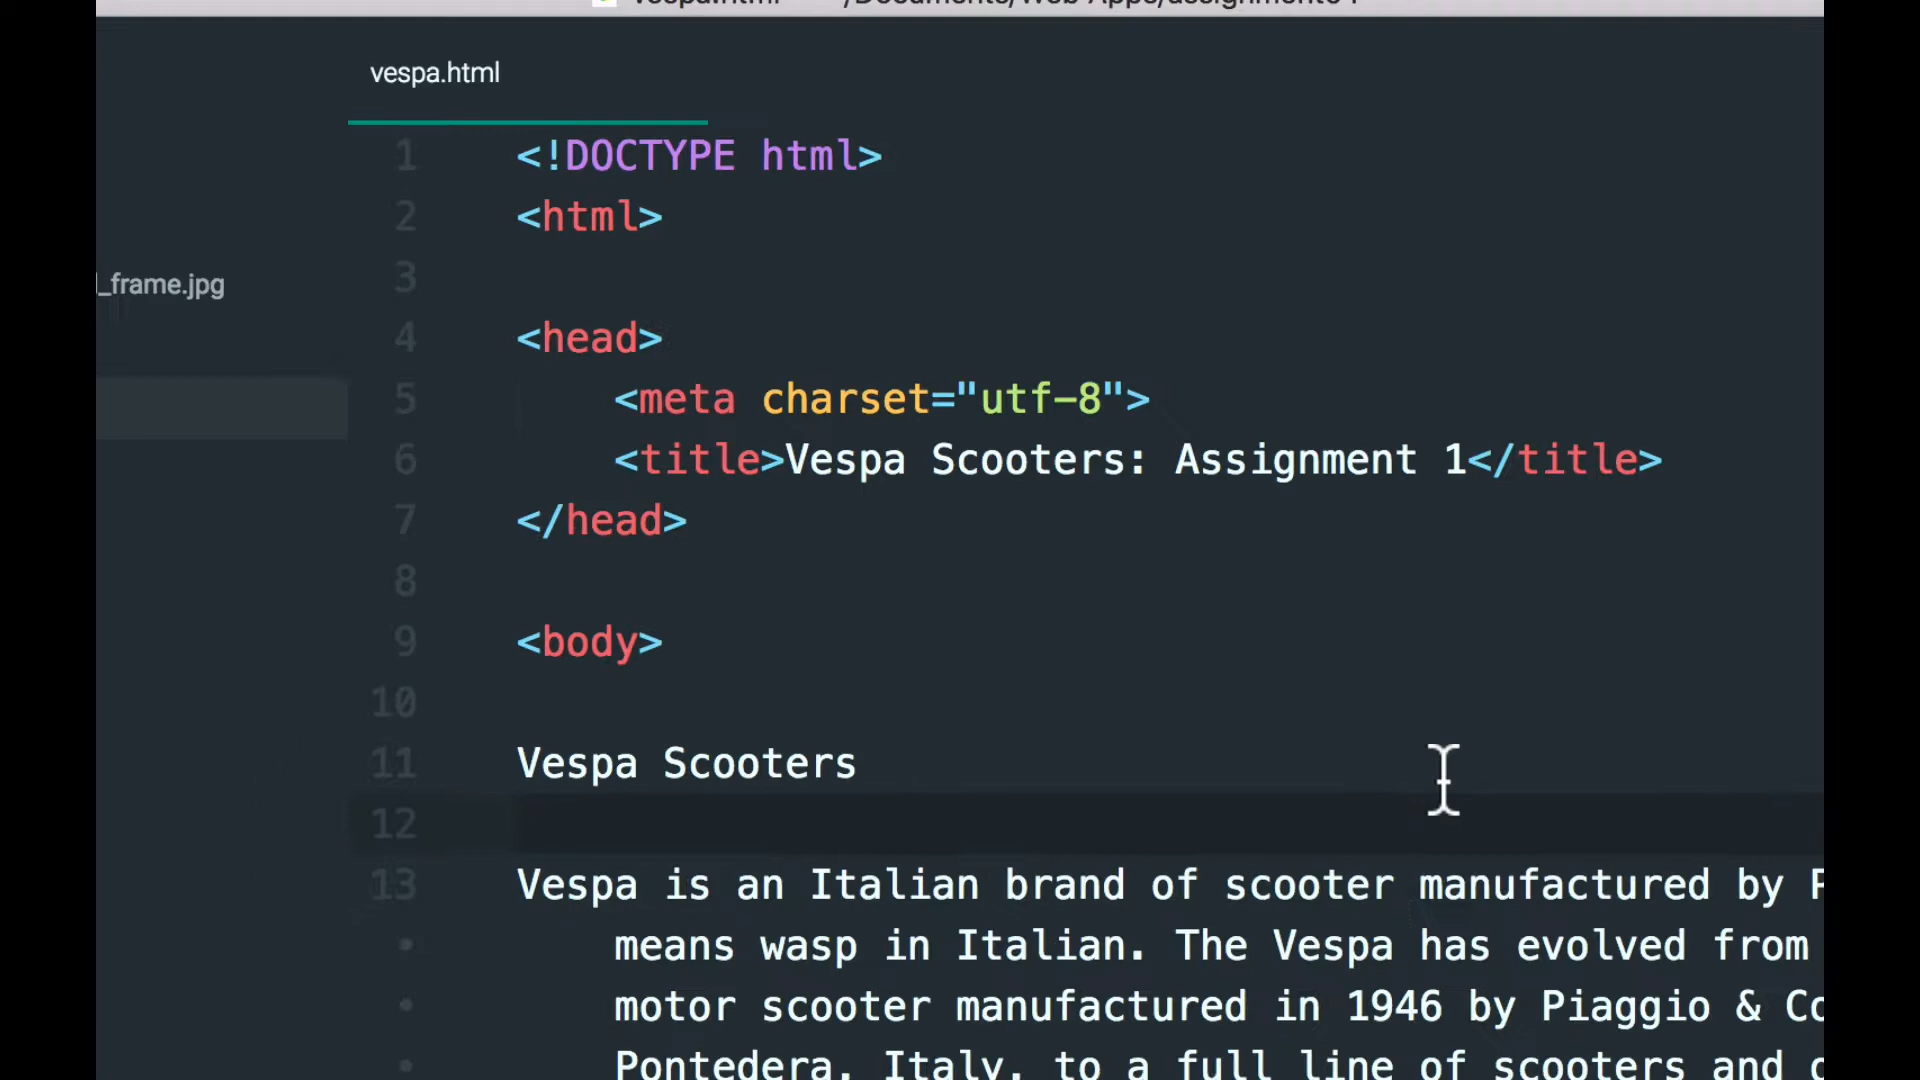 vespa.html
_frame.jpg
1 <!DOCTYPE html>
2 <html>
3
4 <head>
5 <meta charset="utf-8">
6 <title>Vespa Scooters: Assignment 1</title>
7 </head>
8
9 <body>
10
11 Vespa Scooters
12
13 Vespa is an Italian brand of scooter manufactured by
means wasp in Italian. The Vespa has evolved from
motor scooter manufactured in 1946 by Piaggio & Co
Pontedera, Italy, to a full line of scooters and